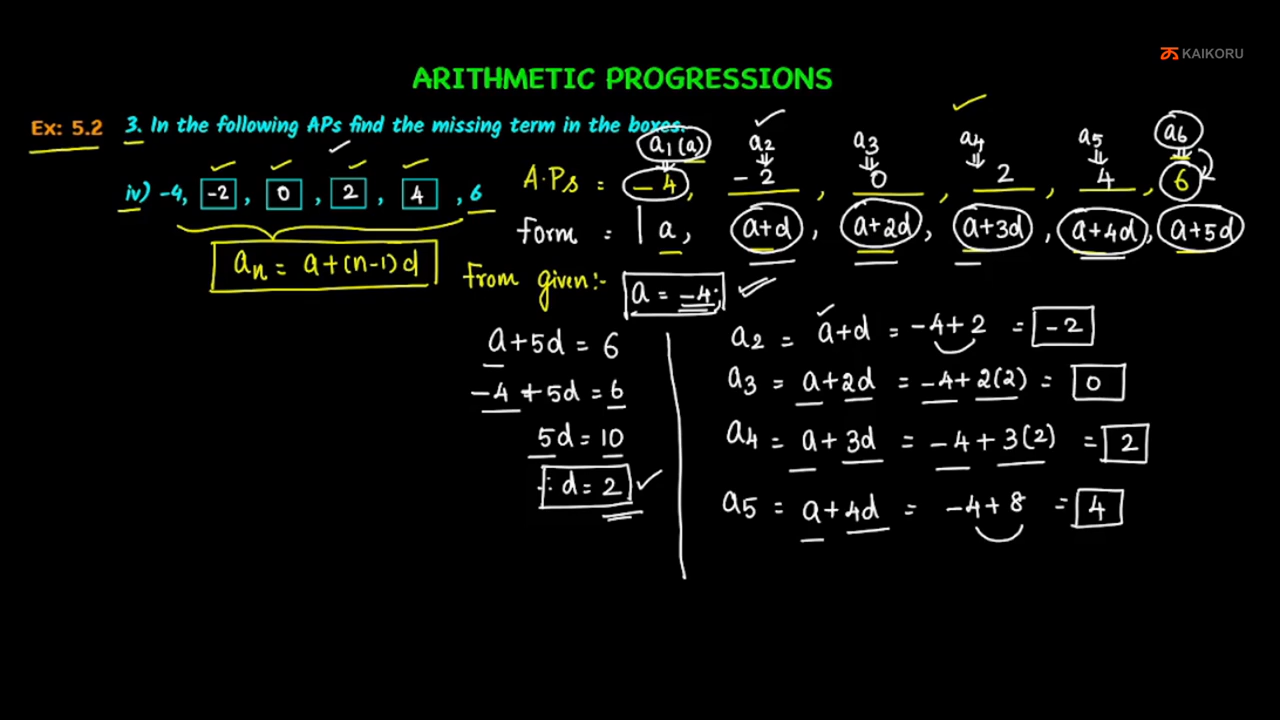 KAIKORU
ARITHMETIC PROGRESSIONS
Ex: 5.2 3. In the following APs find the missing term in the boxes.
iv) -4, -2, 0, 2, 4, 6
an = a+(n-1)d
a1(a) a2 a3 a4 a5 a6
A.Ps = -4, -2, 0, 2, 4, 6
Form = a, a+d, a+2d, a+3d, a+4d, a+5d
From given:- a = -4;
a+5d = 6
-4+5d = 6
5d = 10
∴ d = 2
a2 = a+d = -4+2 = -2
a3 = a+2d = -4+2(2) = 0
a4 = a+3d = -4+3(2) = 2
a5 = a+4d = -4+8 = 4